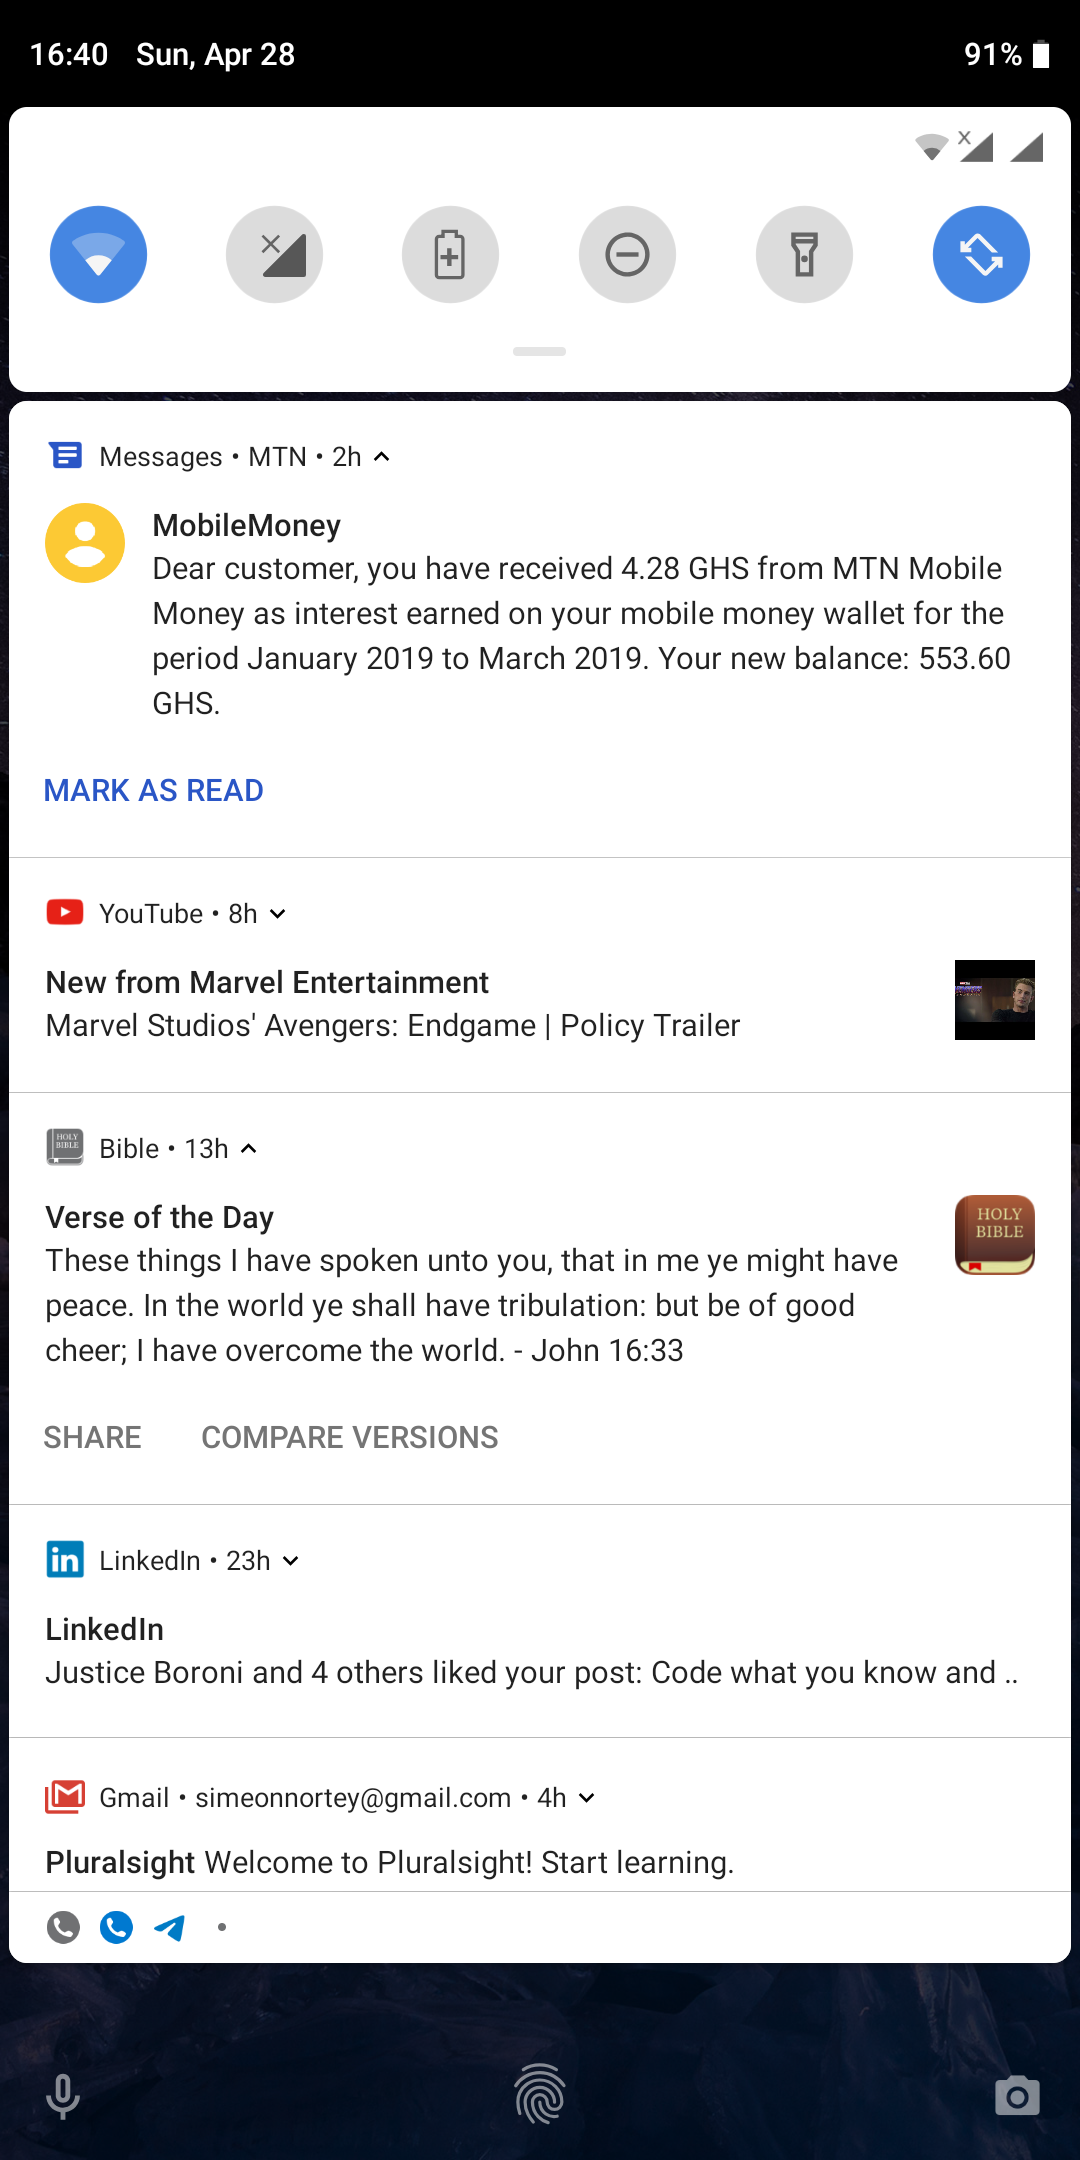 16:40 Sun, Apr 28 91%
Messages • MTN • 2h
MobileMoney
Dear customer, you have received 4.28 GHS from MTN Mobile
Money as interest earned on your mobile money wallet for the
period January 2019 to March 2019. Your new balance: 553.60
GHS.
MARK AS READ
YouTube • 8h
New from Marvel Entertainment
Marvel Studios' Avengers: Endgame | Policy Trailer
HOLY
BIBLE
Bible • 13h
Verse of the Day
These things I have spoken unto you, that in me ye might have
peace. In the world ye shall have tribulation: but be of good
cheer; I have overcome the world. - John 16:33
HOLY
BIBLE
SHARE COMPARE VERSIONS
in LinkedIn • 23h
LinkedIn
Justice Boroni and 4 others liked your post: Code what you know and ..
Gmail • simeonnortey@gmail.com • 4h
Pluralsight Welcome to Pluralsight! Start learning.